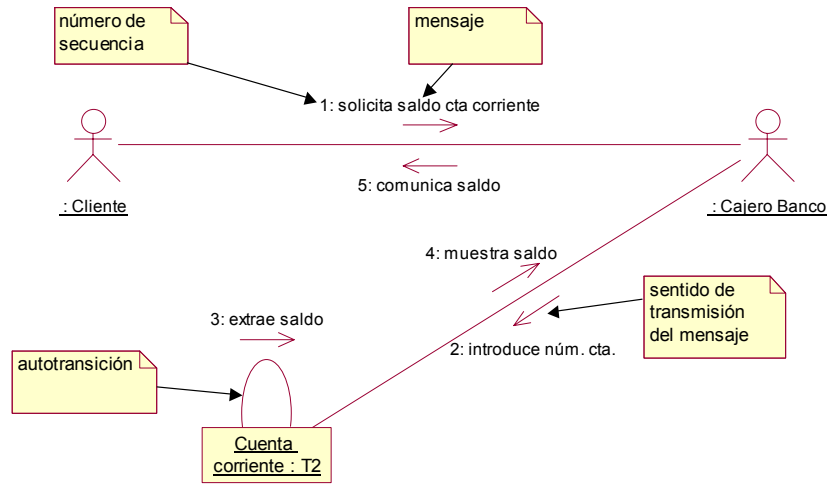 número de
secuencia
mensaje
1: solicita saldo cta corriente
5: comunica saldo
: Cliente
: Cajero Banco
4: muestra saldo
sentido de
transmisión
del mensaje
3: extrae saldo
2: introduce núm. cta.
autotransición
Cuenta
corriente : T2